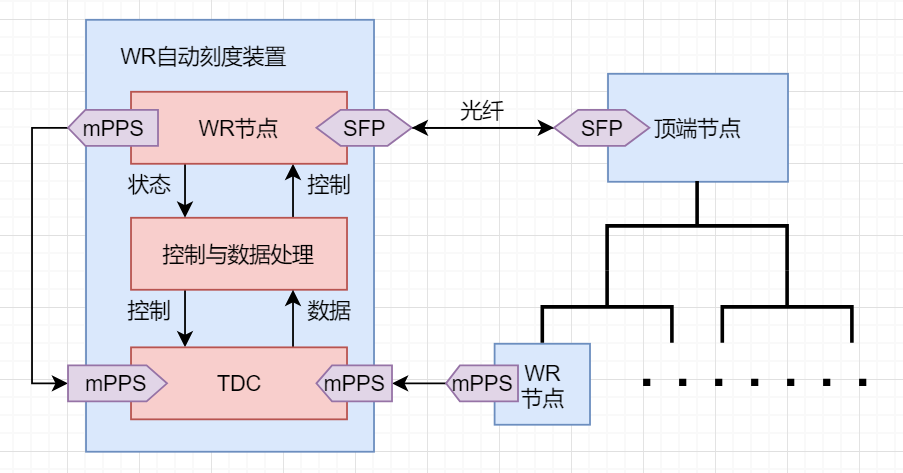 WR自动刻度装置
mPPS
WR节点
SFP
光纤
SFP
顶端节点
状态
控制
控制与数据处理
控制
数据
mPPS
TDC
mPPS
mPPS
WR
节点